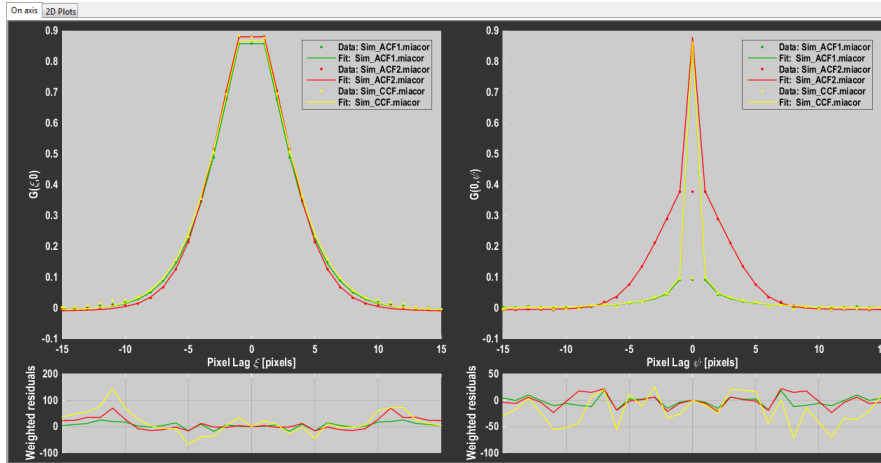 On axis 2D Plots
0.9
0.8
0.7
0.6
0.5
0.4
0.3
0.2
0.1
0
-0.1
G(ξ,0)
-15 -10 -5 0 5 10 15
Pixel Lag ξ [pixels]
Data: Sim_ACF1.miacor
Fit: Sim_ACF1.miacor
Data: Sim_ACF2.miacor
Fit: Sim_ACF2.miacor
Data: Sim_CCF.miacor
Fit: Sim_CCF.miacor
0.9
0.8
0.7
0.6
0.5
0.4
0.3
0.2
0.1
0
-0.1
G(0,ψ)
-15 -10 -5 0 5 10 15
Pixel Lag ψ [pixels]
Data: Sim_ACF1.miacor
Fit: Sim_ACF1.miacor
Data: Sim_ACF2.miacor
Fit: Sim_ACF2.miacor
Data: Sim_CCF.miacor
Fit: Sim_CCF.miacor
Weighted residuals
200
100
0
-100
Weighted residuals
50
0
-50
-100